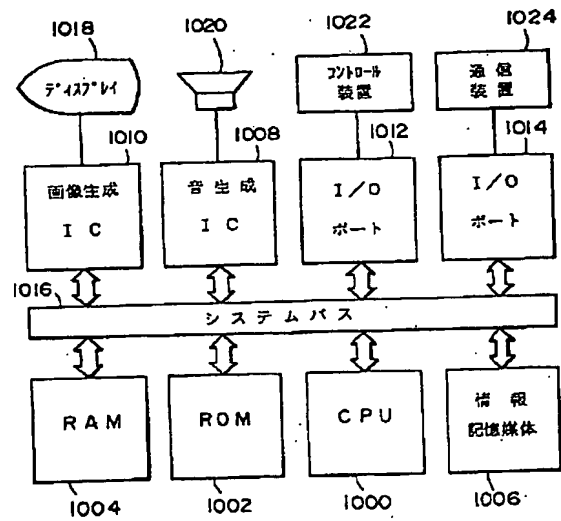 1018
1020
1022
1024
ディスプレイ
コントロール
装置
通信
装置
1010
1008
1012
1014
画像生成
IC
音生成
IC
I/O
ポート
I/O
ポート
1016
システムバス
RAM
ROM
CPU
情報
記憶媒体
1004
1002
1000
1006